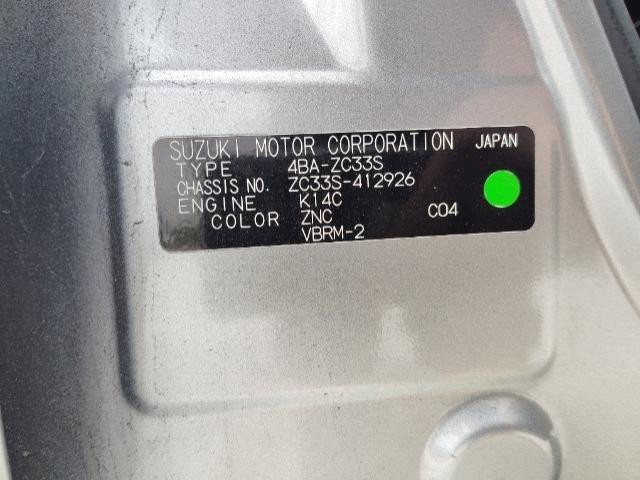 SUZUKI MOTOR CORPORATION JAPAN
TYPE 4BA-ZC33S
CHASSIS NO. ZC33S-412926
ENGINE K14C
COLOR ZNC C04
VBRM-2